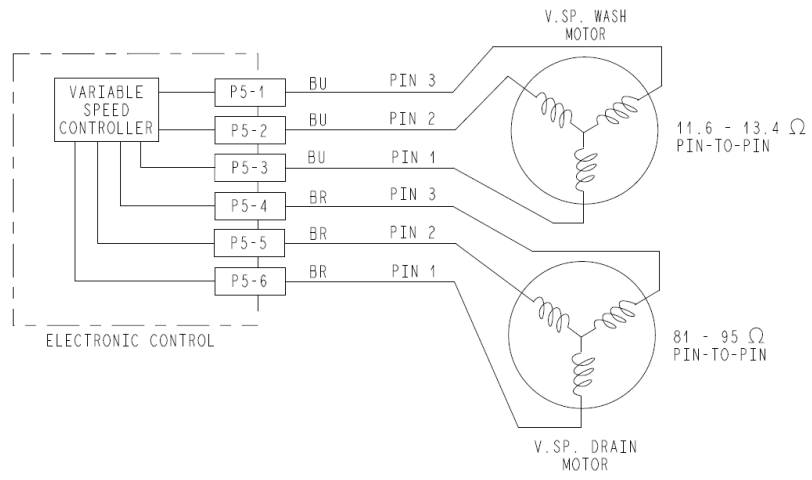 V.SP. WASH
MOTOR
VARIABLE
SPEED
CONTROLLER
P5-1 BU PIN 3
P5-2 BU PIN 2
P5-3 BU PIN 1
P5-4 BR PIN 3
P5-5 BR PIN 2
P5-6 BR PIN 1
11.6 - 13.4 Ω
PIN-TO-PIN
ELECTRONIC CONTROL
81 - 95 Ω
PIN-TO-PIN
V.SP. DRAIN
MOTOR